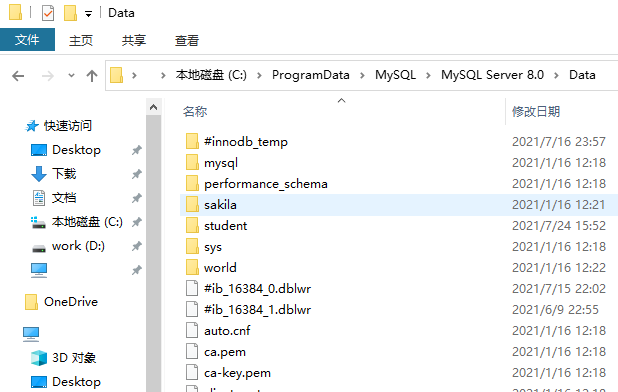 Data
文件 主页 共享 查看
本地磁盘 (C:) ProgramData MySQL MySQL Server 8.0 Data
名称 修改日期
快速访问
Desktop
下载
文档
本地磁盘 (C:)
work (D:)
OneDrive
3D 对象
Desktop
#innodb_temp 2021/7/16 23:57
mysql 2021/1/16 12:18
performance_schema 2021/1/16 12:18
sakila 2021/1/16 12:21
student 2021/7/24 15:52
sys 2021/1/16 12:18
world 2021/1/16 12:22
#ib_16384_0.dblwr 2021/7/15 22:02
#ib_16384_1.dblwr 2021/6/9 22:55
auto.cnf 2021/1/16 12:18
ca.pem 2021/1/16 12:18
ca-key.pem 2021/1/16 12:18